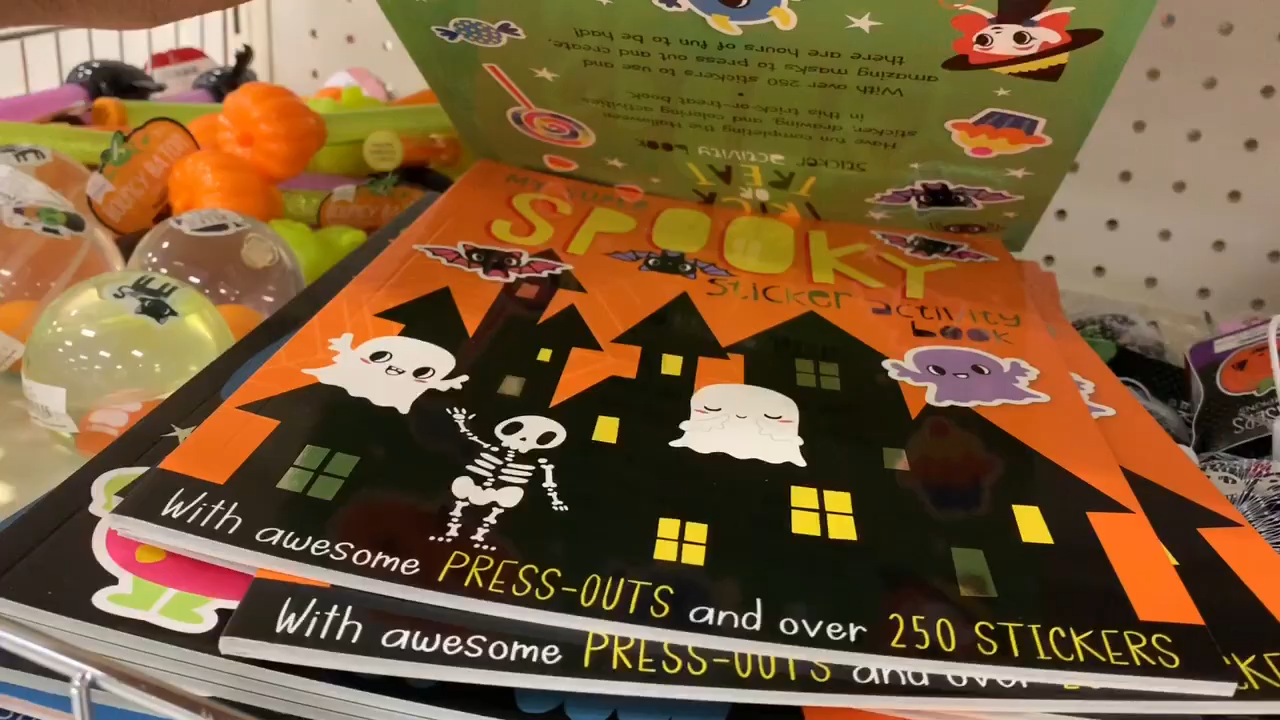 there are hours of fun to be had!
amazing masks to press out and create,
With over 250 stickers to use and
in this trick-or-treat book.
sticker, drawing, and coloring activities
Have fun completing the Halloween
sticker activity book
TREAT
OR
TRICK
SPOOKY
sticker activity
book
With awesome PRESS-OUTS and over 250 STICKERS
With awesome PRESS-OUTS and over